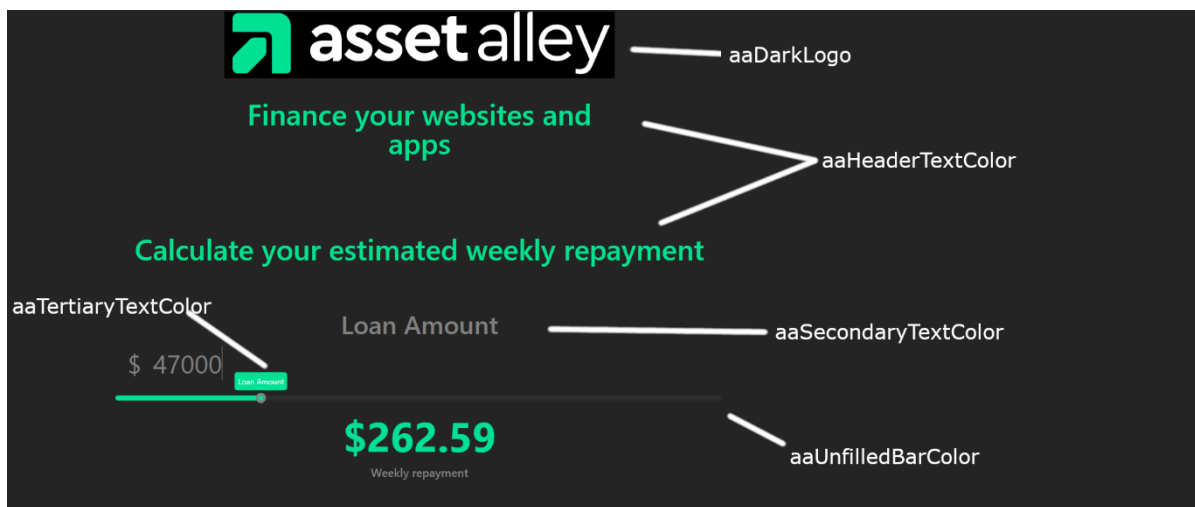 asset alley
aaDarkLogo
Finance your websites and
apps
aaHeaderTextColor
Calculate your estimated weekly repayment
aaTertiaryTextColor
Loan Amount
aaSecondaryTextColor
$ 47000
Loan Amount
$262.59
aaUnfilledBarColor
Weekly repayment